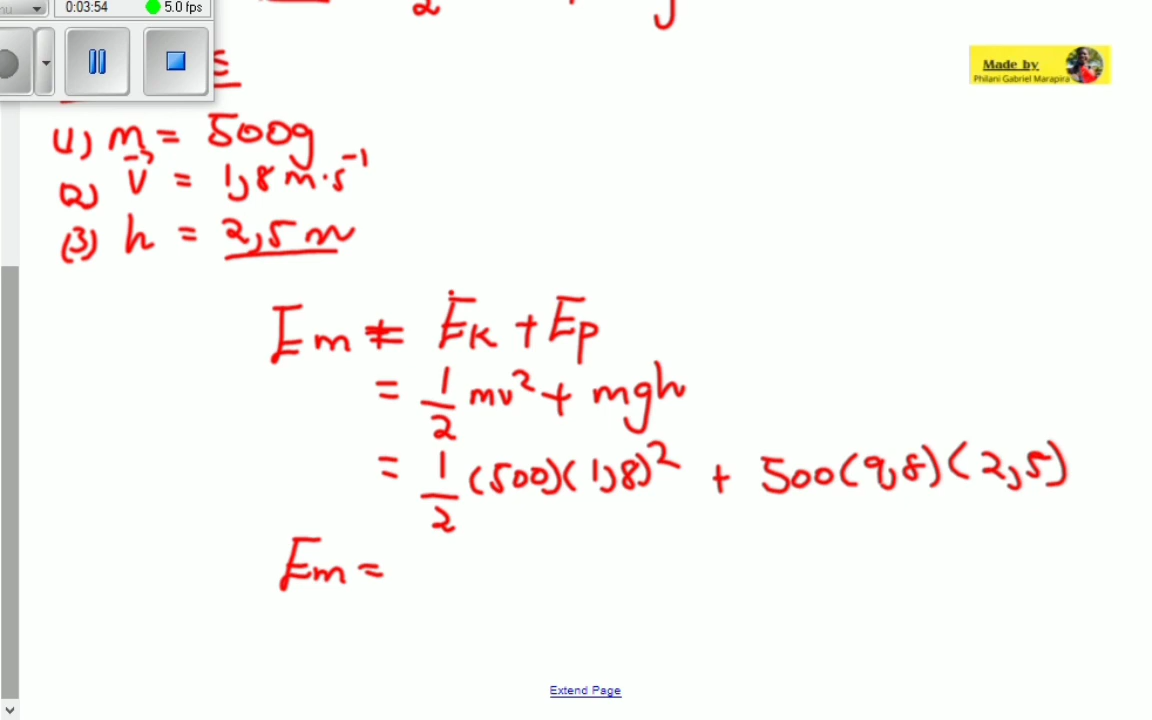 0:03:54 5.0 fps
Made by
Philani Gabriel Marapira
(1) m = 500g
(2) v⃗ = 1,8 m·s⁻¹
(3) h = 2,5 m
Em = Ek + Ep
= 1/2 mv² + mgh
= 1/2 (500)(1,8)² + 500(9,8)(2,5)
Em =
Extend Page